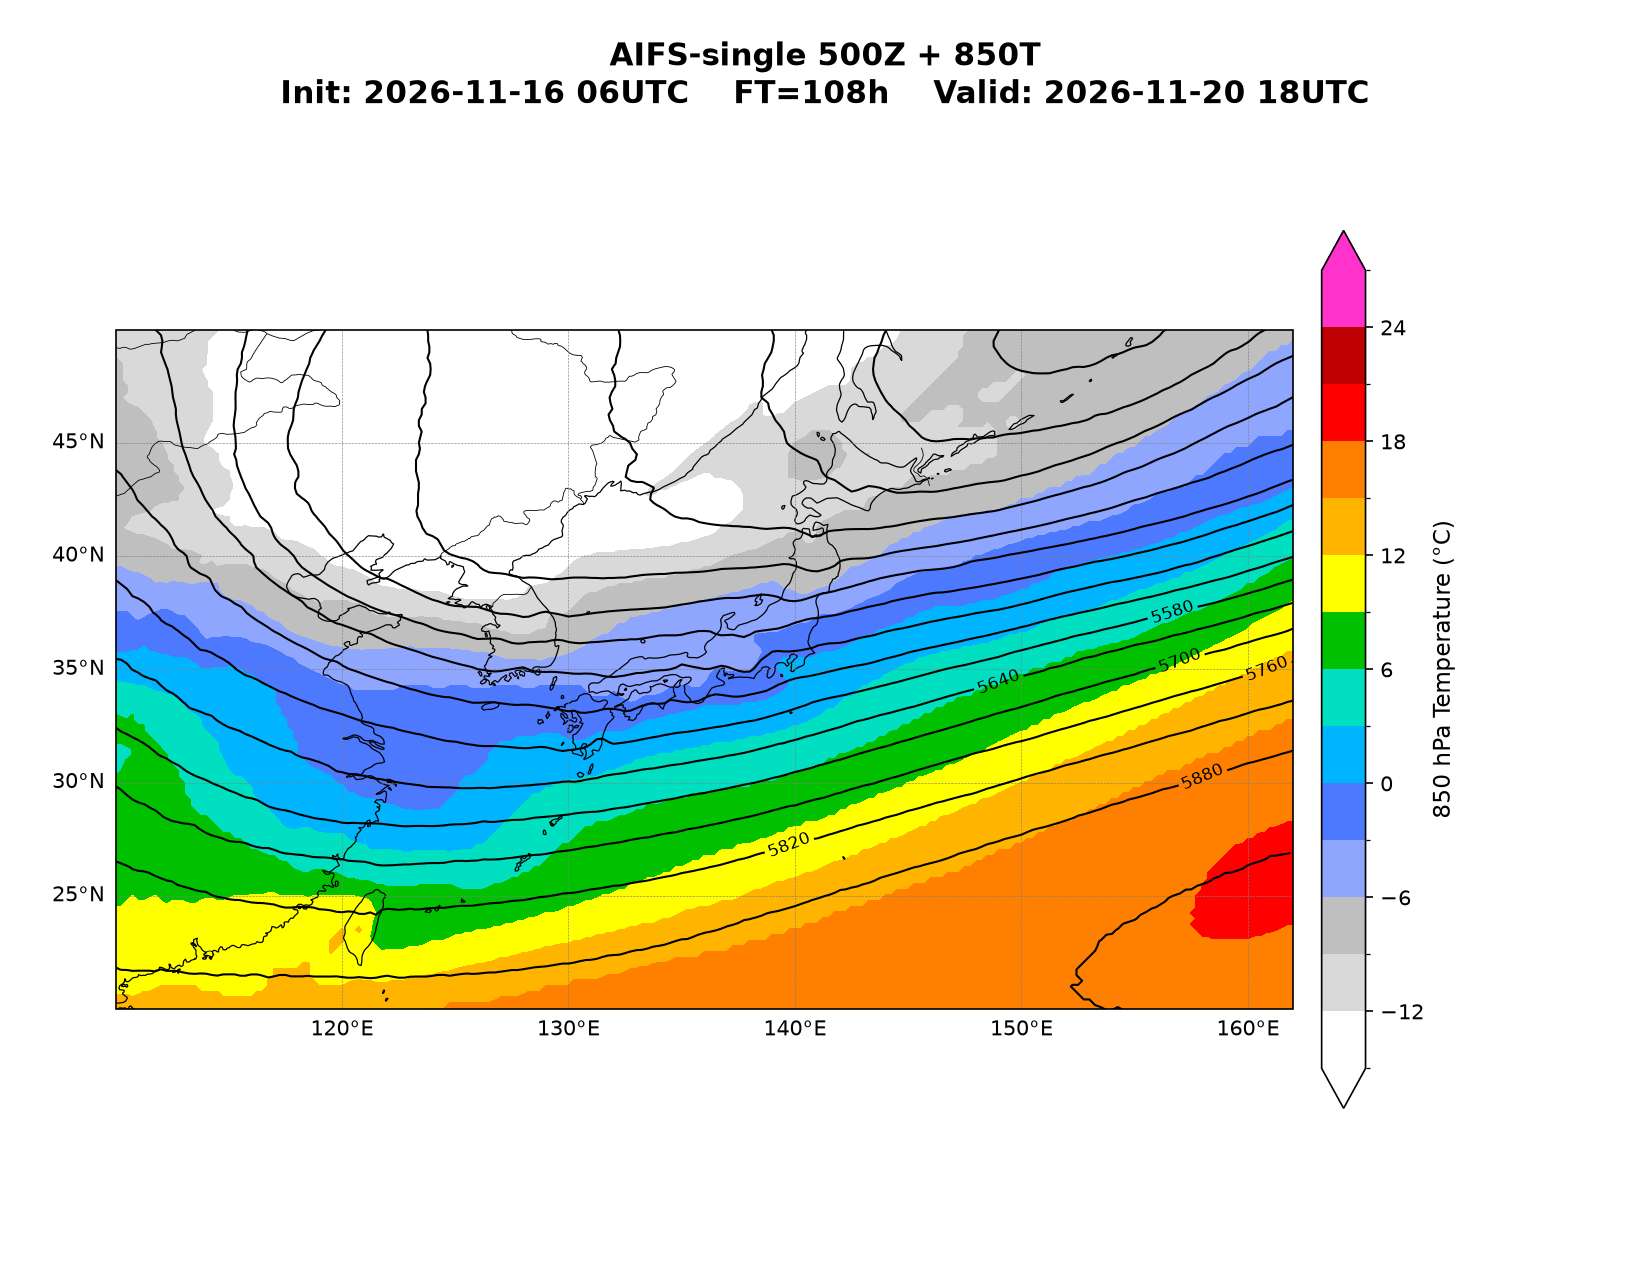 AIFS-single 500Z + 850T
Init: 2026-11-16 06UTC    FT=108h    Valid: 2026-11-20 18UTC
24
45°N
18
40°N
12
5580
35°N
5700
5760
5640
6
850 hPa Temperature (°C)
30°N
5880
0
5820
25°N
−6
−12
120°E
130°E
140°E
150°E
160°E